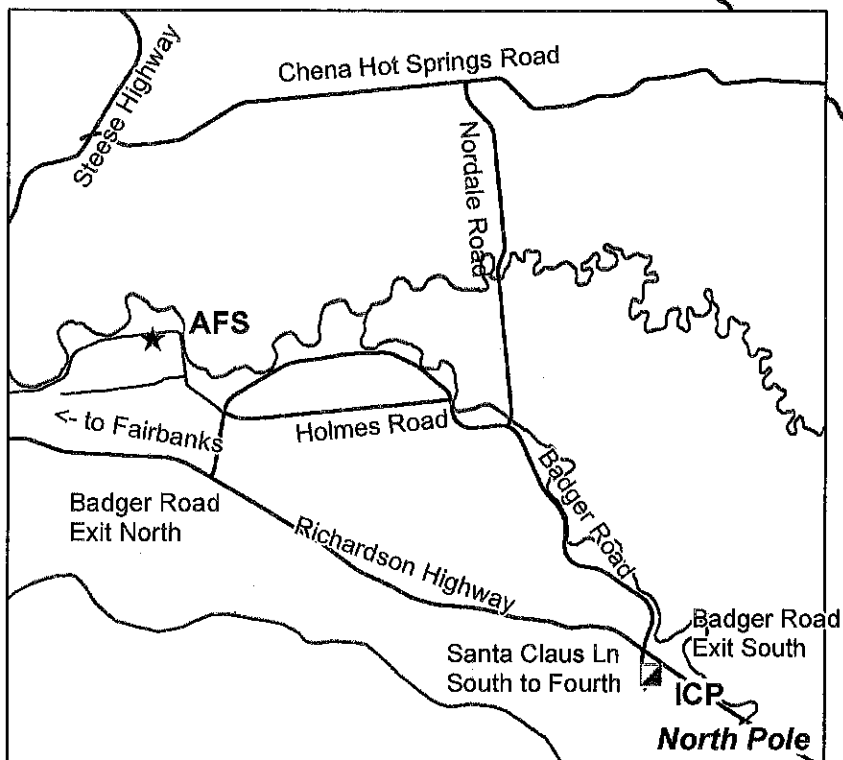 Chena Hot Springs Road
Steese Highway
Nordale Road
AFS
<- to Fairbanks
Holmes Road
Badger Road
Exit North
Badger Road
Richardson Highway
Badger Road
Exit South
Santa Claus Ln
South to Fourth
ICP
North Pole